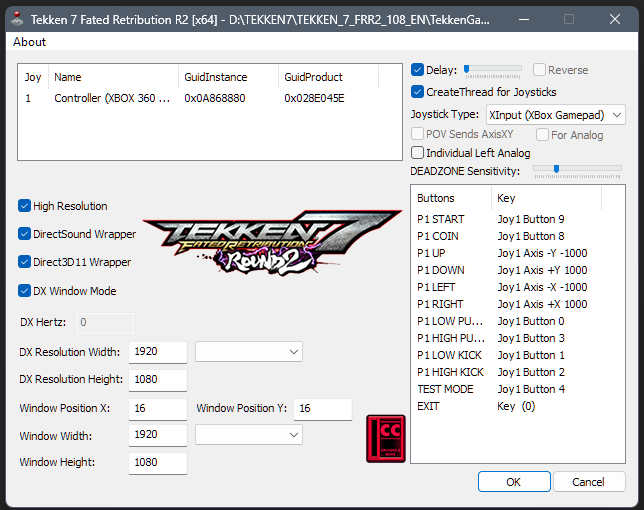 Tekken 7 Fated Retribution R2 [x64] - D:\TEKKEN7\TEKKEN_7_FRR2_108_EN\TekkenGa...
About
Joy Name GuidInstance GuidProduct
1 Controller (XBOX 360 ... 0x0A868880 0x028E045E
Delay: Reverse
CreateThread for Joysticks
Joystick Type: XInput (XBox Gamepad)
POV Sends AxisXY For Analog
Individual Left Analog
DEADZONE Sensitivity:
High Resolution
DirectSound Wrapper
Direct3D11 Wrapper
DX Window Mode
TEKKEN 7
FATED RETRIBUTION
ROUND 2
DX Hertz: 0
DX Resolution Width: 1920
DX Resolution Height: 1080
Window Position X: 16 Window Position Y: 16
Window Width: 1920
Window Height: 1080
CC
Buttons Key
P1 START Joy1 Button 9
P1 COIN Joy1 Button 8
P1 UP Joy1 Axis -Y -1000
P1 DOWN Joy1 Axis +Y 1000
P1 LEFT Joy1 Axis -X -1000
P1 RIGHT Joy1 Axis +X 1000
P1 LOW PU... Joy1 Button 0
P1 HIGH PU... Joy1 Button 3
P1 LOW KICK Joy1 Button 1
P1 HIGH KICK Joy1 Button 2
TEST MODE Joy1 Button 4
EXIT Key (0)
OK Cancel